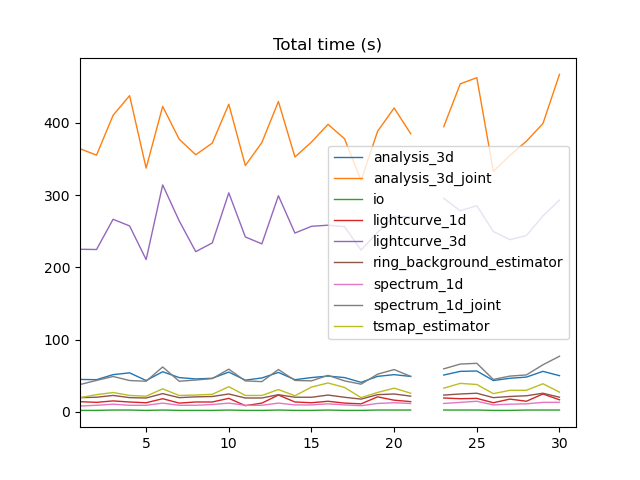 Total time (s)
400
300
200
100
0
analysis_3d
analysis_3d_joint
io
lightcurve_1d
lightcurve_3d
ring_background_estimator
spectrum_1d
spectrum_1d_joint
tsmap_estimator
5 10 15 20 25 30